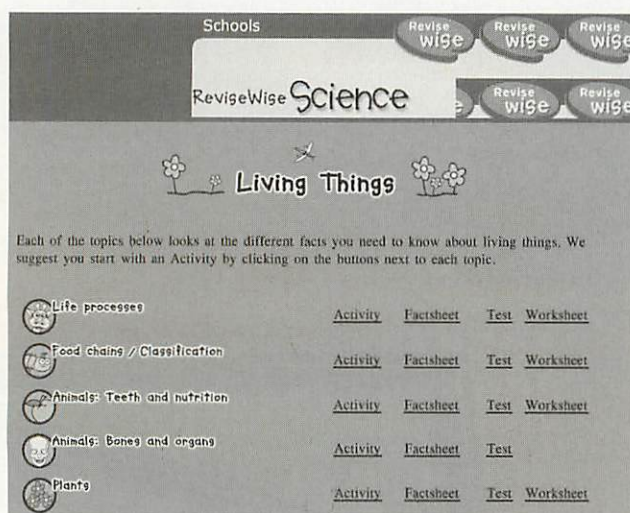 Schools
Revise wise
Revise wise
Revise wise
ReviseWise Science
Revise wise
Revise wise
Living Things
Each of the topics below looks at the different facts you need to know about living things. We
suggest you start with an Activity by clicking on the buttons next to each topic.
Life processes Activity Factsheet Test Worksheet
Food chains / Classification Activity Factsheet Test Worksheet
Animals: Teeth and nutrition Activity Factsheet Test Worksheet
Animals: Bones and organs Activity Factsheet Test
Plants Activity Factsheet Test Worksheet